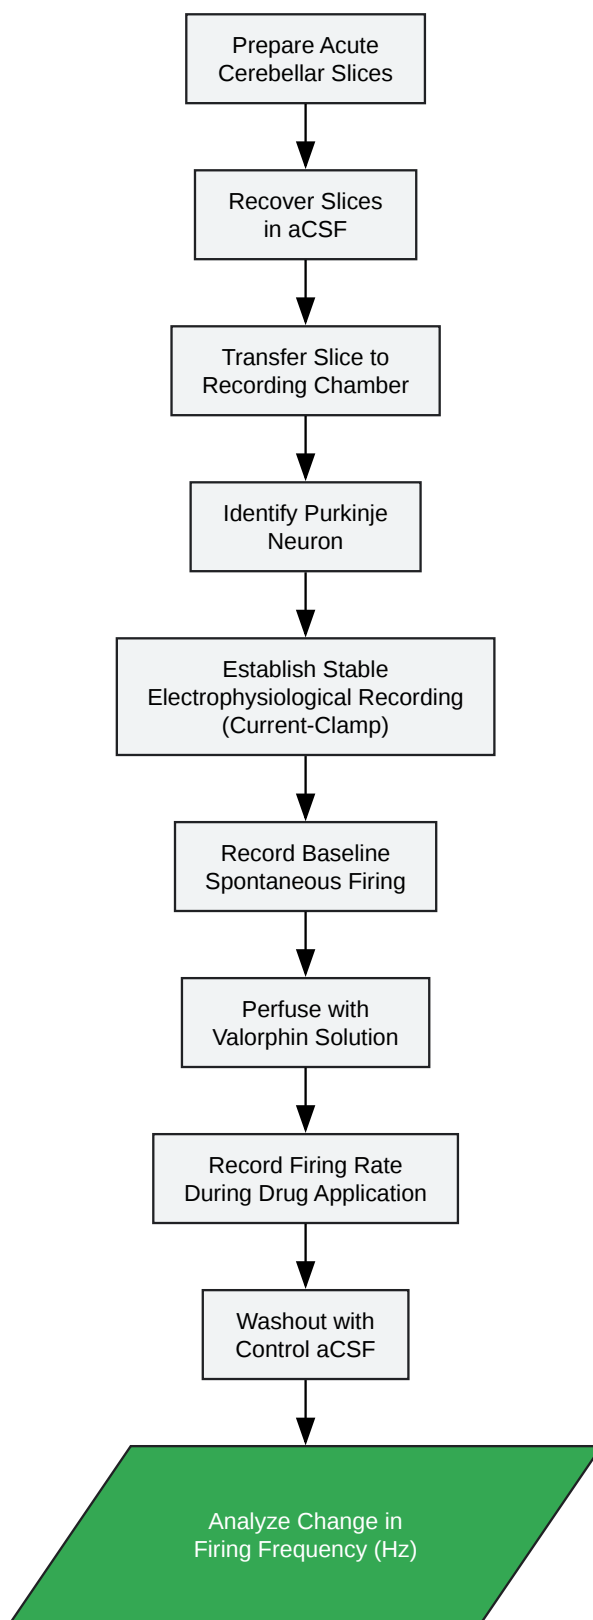 Prepare Acute
Cerebellar Slices
Recover Slices
in aCSF
Transfer Slice to
Recording Chamber
Identify Purkinje
Neuron
Establish Stable
Electrophysiological Recording
(Current-Clamp)
Record Baseline
Spontaneous Firing
Perfuse with
Valorphin Solution
Record Firing Rate
During Drug Application
Washout with
Control aCSF
Analyze Change in
Firing Frequency (Hz)